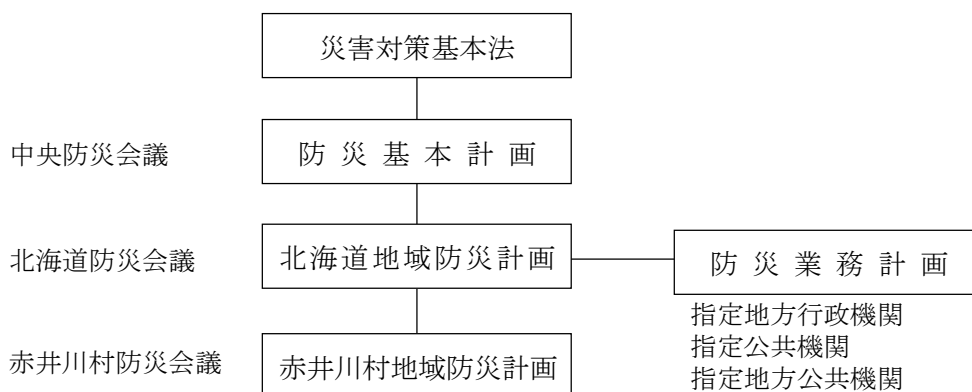 災害対策基本法
中央防災会議
防災基本計画
北海道防災会議
北海道地域防災計画
防災業務計画
指定地方行政機関
指定公共機関
指定地方公共機関
赤井川村防災会議
赤井川村地域防災計画